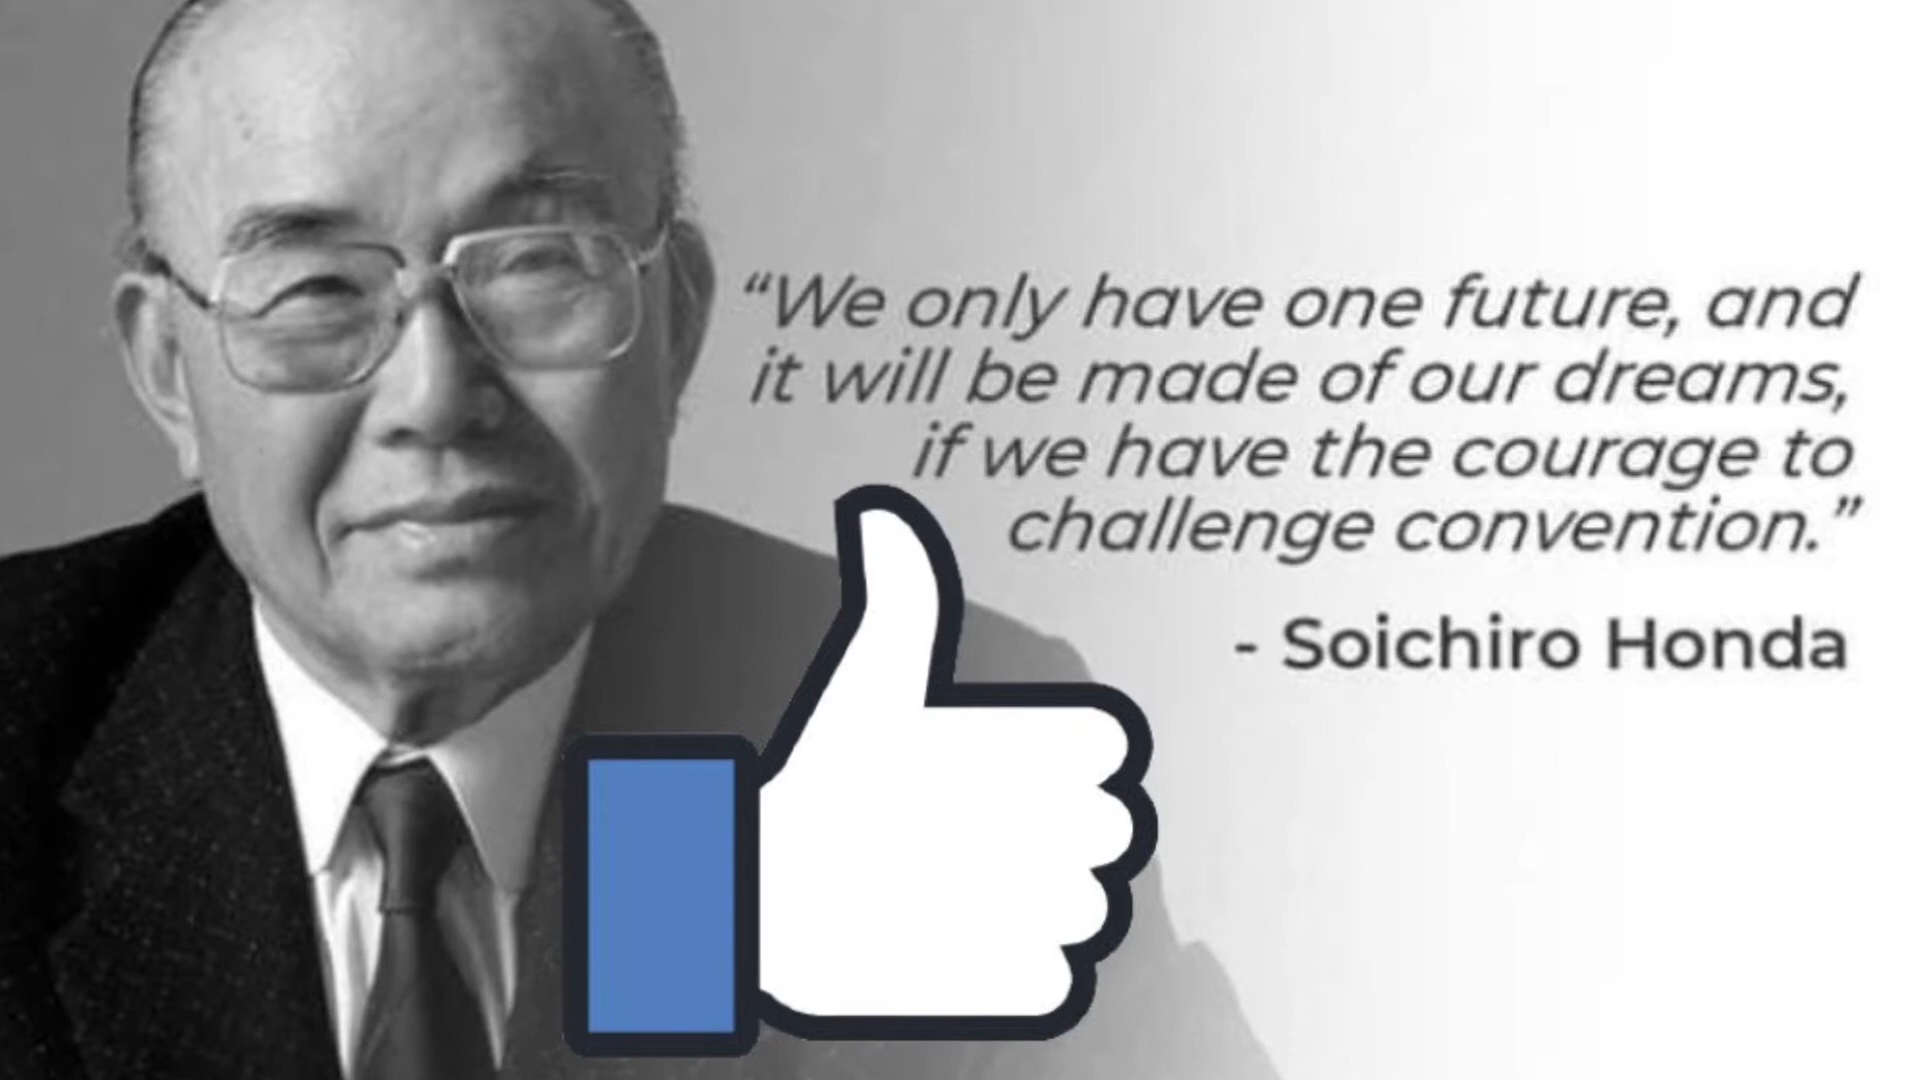 “We only have one future, and
it will be made of our dreams,
if we have the courage to
challenge convention.”
- Soichiro Honda